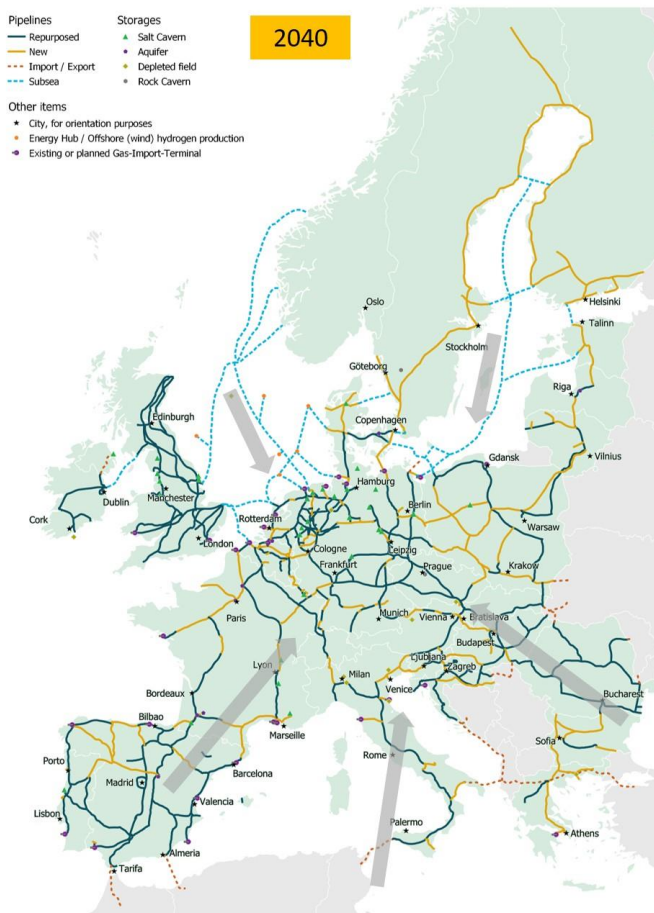 Pipelines
Repurposed
New
Import / Export
Subsea
Storages
Salt Cavern
Aquifer
Depleted field
Rock Cavern
2040
Other items
City, for orientation purposes
Energy Hub / Offshore (wind) hydrogen production
Existing or planned Gas-Import-Terminal
Oslo
Helsinki
Talinn
Stockholm
Göteborg
Riga
Edinburgh
Copenhagen
Vilnius
Gdansk
Hamburg
Dublin
Manchester
Berlin
Cork
Rotterdam
Warsaw
London
Cologne
Leipzig
Frankfurt
Prague
Krakow
Paris
Munich
Vienna
Bratislava
Budapest
Lyon
Ljubljana
Milan
Zagreb
Venice
Bordeaux
Bucharest
Bilbao
Marseille
Sofia
Porto
Rome
Barcelona
Madrid
Valencia
Lisbon
Palermo
Athens
Almeria
Tarifa